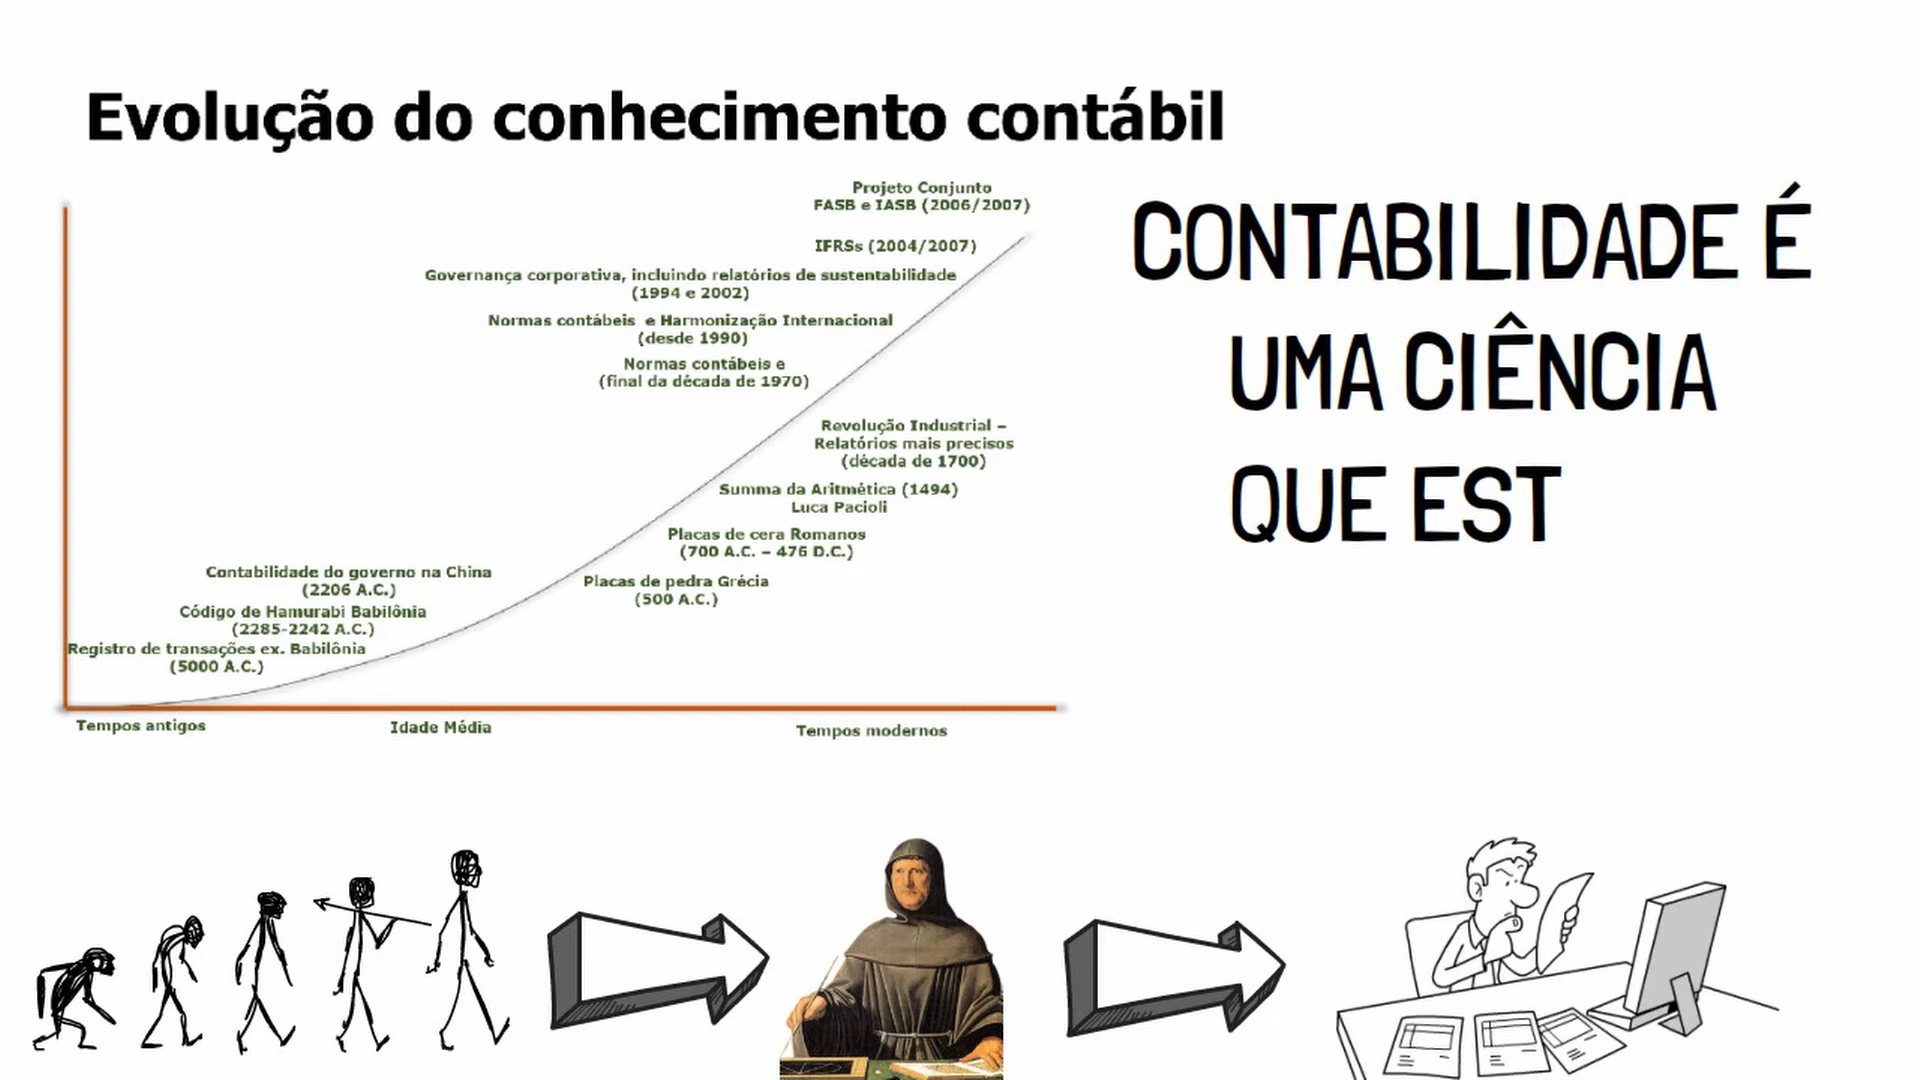 Evolução do conhecimento contábil
Projeto Conjunto
FASB e IASB (2006/2007)
IFRSs (2004/2007)
Governança corporativa, incluindo relatórios de sustentabilidade
(1994 e 2002)
Normas contábeis e Harmonização Internacional
(desde 1990)
Normas contábeis e
(final da década de 1970)
Revolução Industrial –
Relatórios mais precisos
(década de 1700)
Summa da Aritmética (1494)
Luca Pacioli
Placas de cera Romanos
(700 A.C. – 476 D.C.)
Placas de pedra Grécia
(500 A.C.)
Contabilidade do governo na China
(2206 A.C.)
Código de Hamurabi Babilônia
(2285-2242 A.C.)
Registro de transações ex. Babilônia
(5000 A.C.)
Tempos antigos
Idade Média
Tempos modernos
CONTABILIDADE É
UMA CIÊNCIA
QUE EST